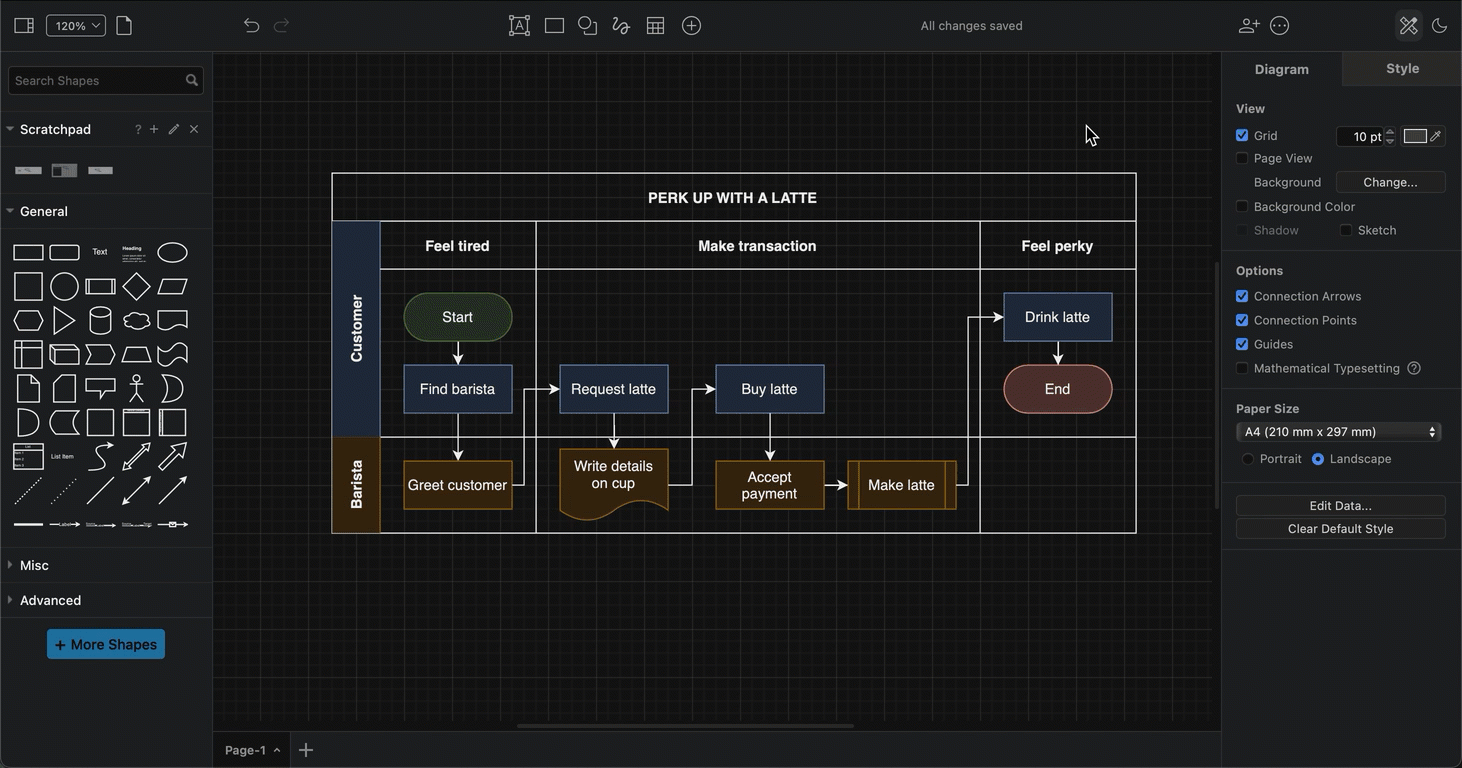 120%
All changes saved
Search Shapes
Scratchpad
?
General
Text
Heading
List Item
Misc
Advanced
+ More Shapes
PERK UP WITH A LATTE
Feel tired
Make transaction
Feel perky
Customer
Start
Drink latte
Find barista
Request latte
Buy latte
End
Barista
Greet customer
Write details
on cup
Accept
payment
Make latte
Page-1
Diagram
Style
View
Grid
10 pt
Page View
Background
Change...
Background Color
Shadow
Sketch
Options
Connection Arrows
Connection Points
Guides
Mathematical Typesetting
?
Paper Size
A4 (210 mm x 297 mm)
Portrait
Landscape
Edit Data...
Clear Default Style